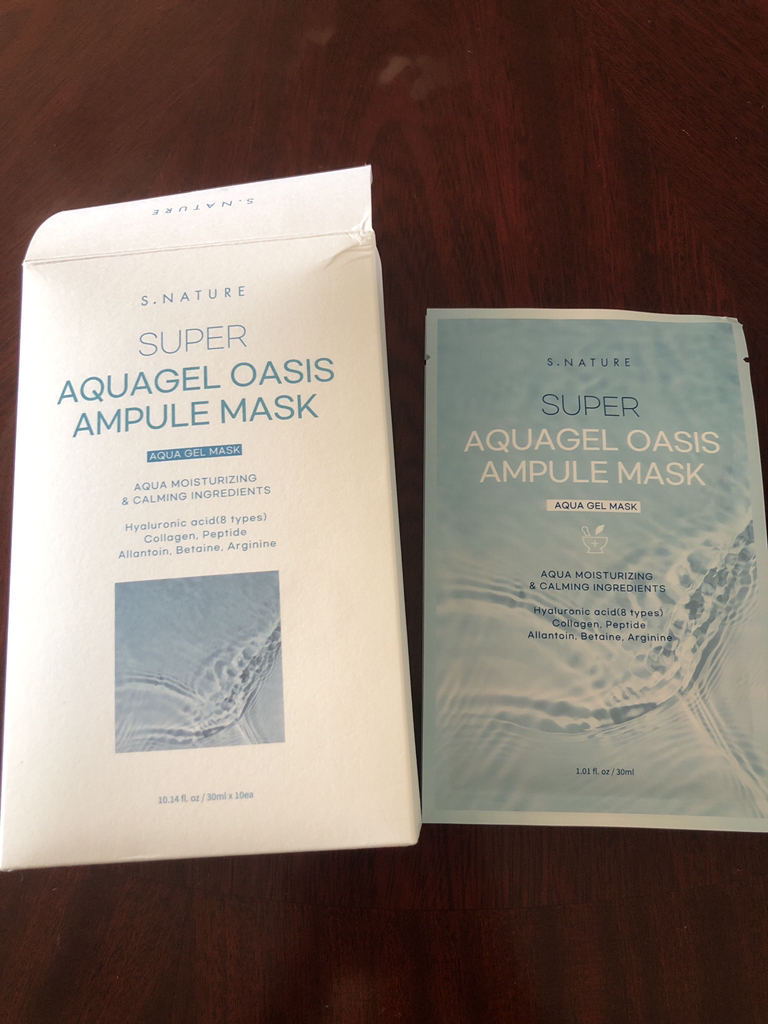 S.NATURE
S.NATURE
SUPER
AQUAGEL OASIS
AMPULE MASK
AQUA GEL MASK
AQUA MOISTURIZING
& CALMING INGREDIENTS
Hyaluronic acid(8 types)
Collagen, Peptide
Allantoin, Betaine, Arginine
10.14 fl. oz / 30ml x 10ea
S.NATURE
SUPER
AQUAGEL OASIS
AMPULE MASK
AQUA GEL MASK
AQUA MOISTURIZING
& CALMING INGREDIENTS
Hyaluronic acid(8 types)
Collagen, Peptide
Allantoin, Betaine, Arginine
1.01 fl. oz / 30ml